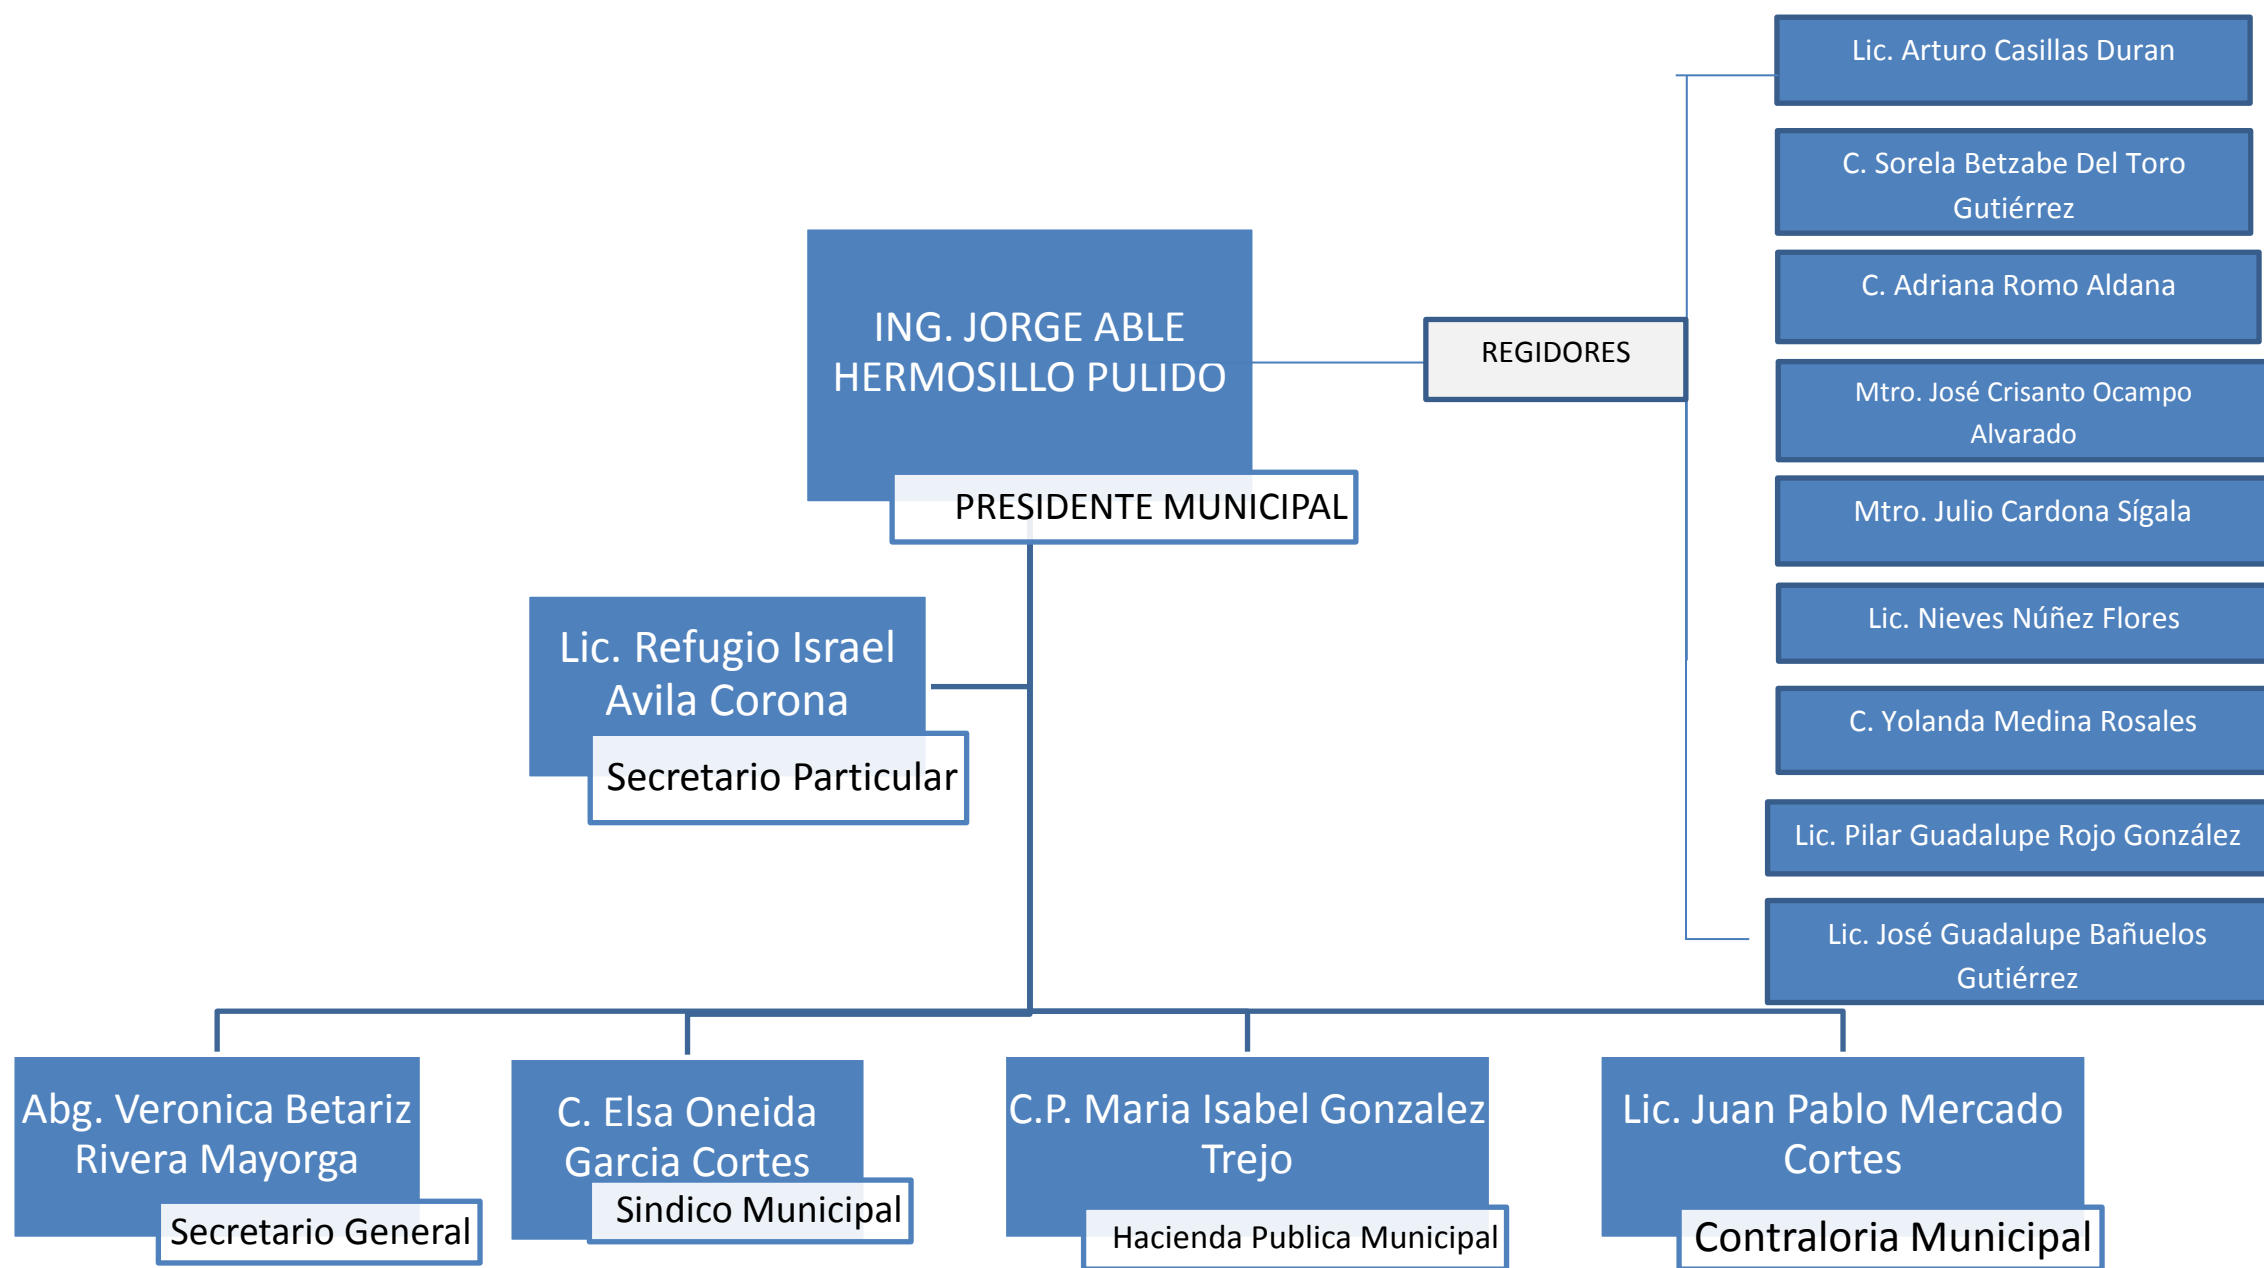 Lic. Arturo Casillas Duran
C. Sorela Betzabe Del Toro
Gutiérrez
C. Adriana Romo Aldana
ING. JORGE ABLE
HERMOSILLO PULIDO
REGIDORES
Mtro. José Crisanto Ocampo
Alvarado
PRESIDENTE MUNICIPAL
Mtro. Julio Cardona Sígala
Lic. Nieves Núñez Flores
Lic. Refugio Israel
Avila Corona
Secretario Particular
C. Yolanda Medina Rosales
Lic. Pilar Guadalupe Rojo González
Lic. José Guadalupe Bañuelos
Gutiérrez
Abg. Veronica Betariz
Rivera Mayorga
Secretario General
C. Elsa Oneida
Garcia Cortes
Sindico Municipal
C.P. Maria Isabel Gonzalez
Trejo
Hacienda Publica Municipal
Lic. Juan Pablo Mercado
Cortes
Contraloria Municipal